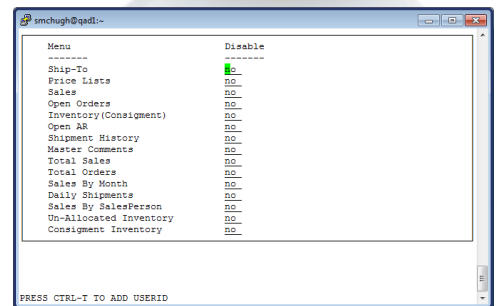 smchugh@qad1:~
Menu Disable
------- -------
Ship-To no
Price Lists no
Sales no
Open Orders no
Inventory(Consigment) no
Open AR no
Shipment History no
Master Comments no
Total Sales no
Total Orders no
Sales By Month no
Daily Shipments no
Sales By SalesPerson no
Un-Allocated Inventory no
Consigment Inventory no
PRESS CTRL-T TO ADD USERID